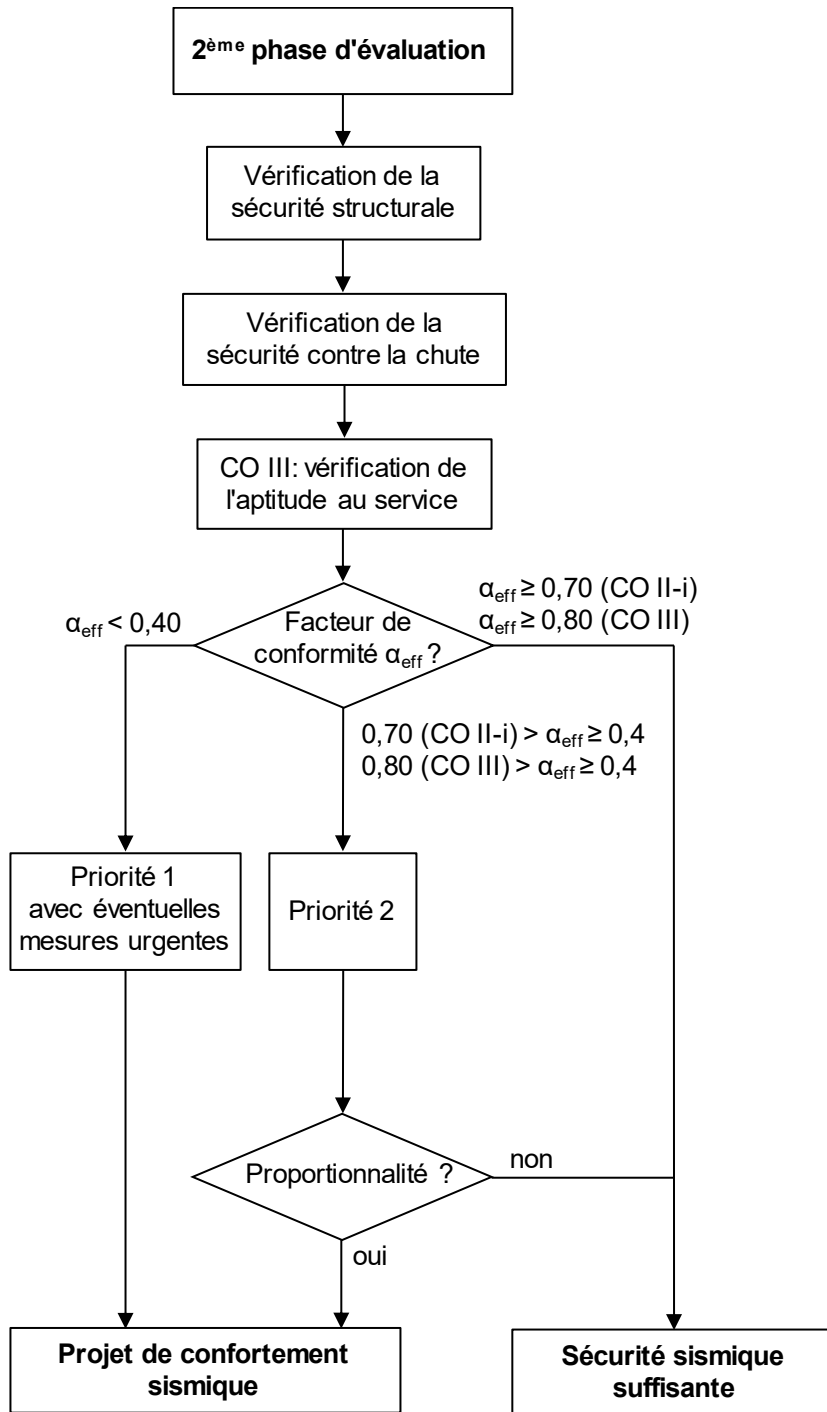 2ème phase d'évaluation
Vérification de la
sécurité structurale
Vérification de la
sécurité contre la chute
CO III: vérification de
l'aptitude au service
αeff < 0,40
Facteur de
conformité αeff ?
αeff ≥ 0,70 (CO II-i)
αeff ≥ 0,80 (CO III)
0,70 (CO II-i) > αeff ≥ 0,4
0,80 (CO III) > αeff ≥ 0,4
Priorité 1
avec éventuelles
mesures urgentes
Priorité 2
Proportionnalité ?
non
oui
Projet de confortement
sismique
Sécurité sismique
suffisante